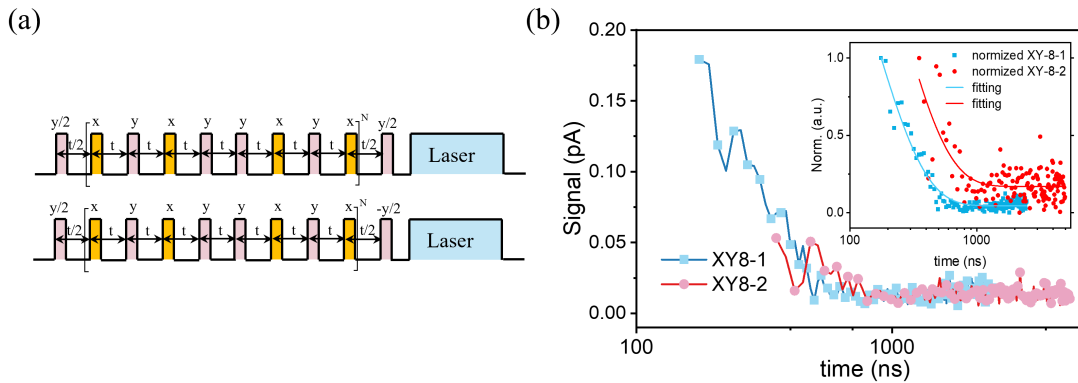 (a)
y/2 x y x y y x y x N y/2
t/2 t t t t t t t t/2
Laser
y/2 x y x y y x y x N -y/2
t/2 t t t t t t t t/2
Laser
(b)
Signal (pA)
0.20
0.15
0.10
0.05
0.00
XY8-1
XY8-2
100 1000
time (ns)
normized XY-8-1
normized XY-8-2
fitting
fitting
Norm. (a.u.)
1.0
0.5
0.0
100 1000
time (ns)